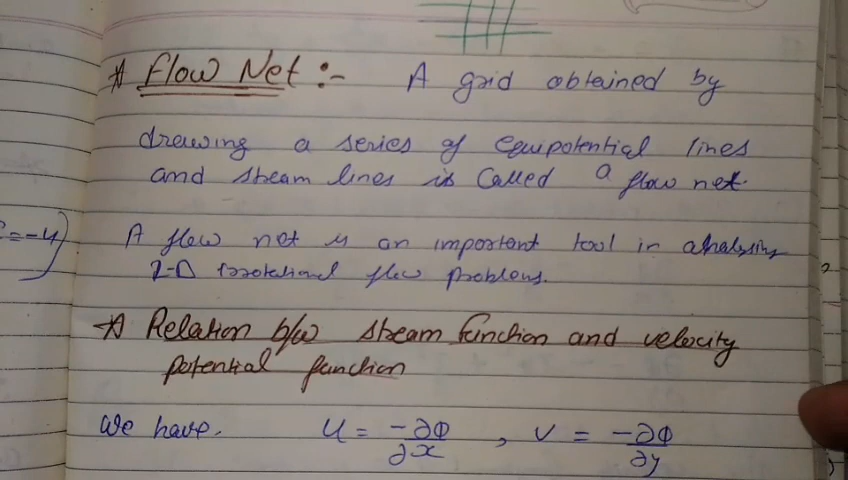 * Flow Net :- A grid obtained by
drawing a series of equipotential lines
and stream lines is called a flow net.
= -4)
A flow net is an important tool in analysing
2-D irrotational flow problems.
* Relation b/w stream function and velocity
potential function
We have. u = -∂Φ/∂x , v = -∂Φ/∂y